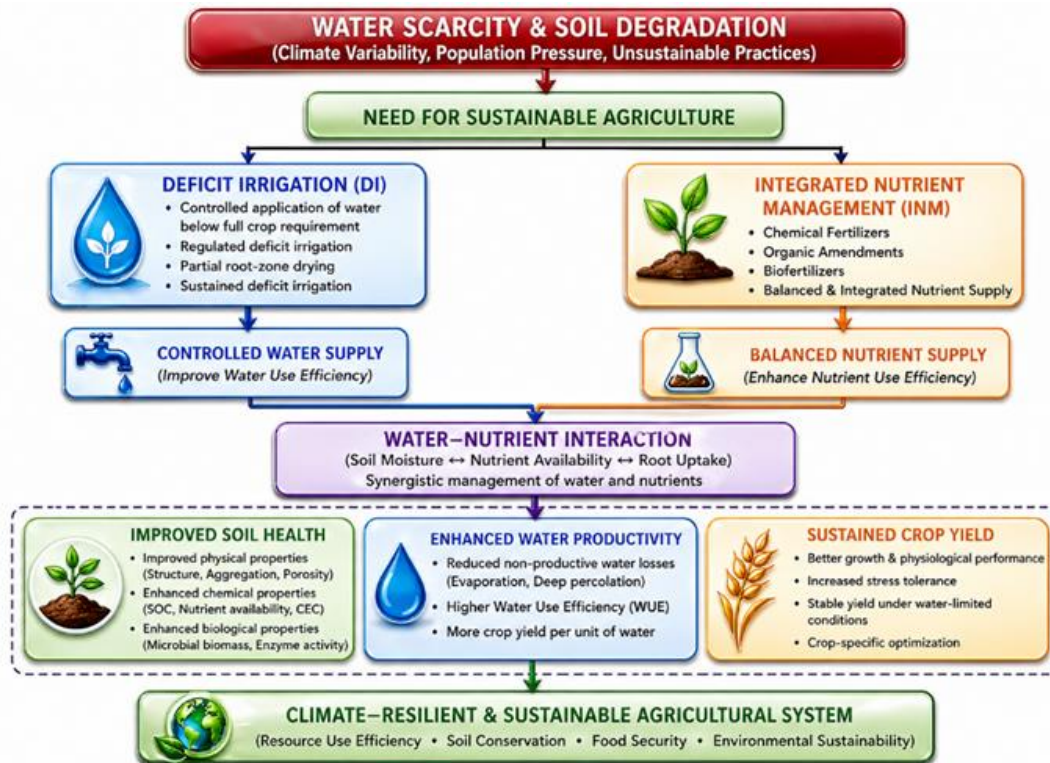 WATER SCARCITY & SOIL DEGRADATION
(Climate Variability, Population Pressure, Unsustainable Practices)
NEED FOR SUSTAINABLE AGRICULTURE
DEFICIT IRRIGATION (DI)
• Controlled application of water
below full crop requirement
• Regulated deficit irrigation
• Partial root-zone drying
• Sustained deficit irrigation
INTEGRATED NUTRIENT
MANAGEMENT (INM)
• Chemical Fertilizers
• Organic Amendments
• Biofertilizers
• Balanced & Integrated Nutrient Supply
CONTROLLED WATER SUPPLY
(Improve Water Use Efficiency)
BALANCED NUTRIENT SUPPLY
(Enhance Nutrient Use Efficiency)
WATER–NUTRIENT INTERACTION
(Soil Moisture ↔ Nutrient Availability ↔ Root Uptake)
Synergistic management of water and nutrients
IMPROVED SOIL HEALTH
• Improved physical properties
(Structure, Aggregation, Porosity)
• Enhanced chemical properties
(SOC, Nutrient availability, CEC)
• Enhanced biological properties
(Microbial biomass, Enzyme activity)
ENHANCED WATER PRODUCTIVITY
• Reduced non-productive water losses
(Evaporation, Deep percolation)
• Higher Water Use Efficiency (WUE)
• More crop yield per unit of water
SUSTAINED CROP YIELD
• Better growth & physiological performance
• Increased stress tolerance
• Stable yield under water-limited
conditions
• Crop-specific optimization
CLIMATE–RESILIENT & SUSTAINABLE AGRICULTURAL SYSTEM
(Resource Use Efficiency • Soil Conservation • Food Security • Environmental Sustainability)